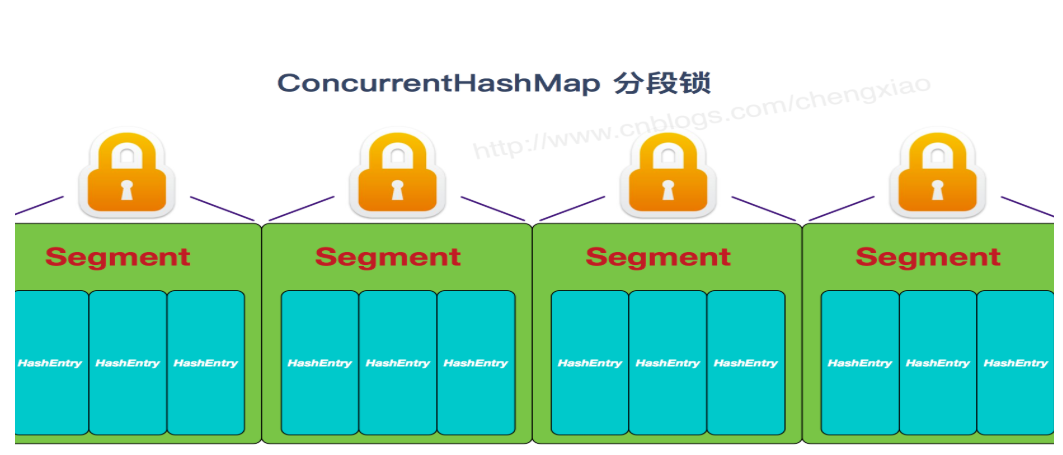 ConcurrentHashMap 分段锁
http://www.cnblogs.com/chengxiao
Segment Segment Segment Segment
HashEntry HashEntry HashEntry HashEntry HashEntry HashEntry HashEntry HashEntry HashEntry HashEntry HashEntry HashEntry